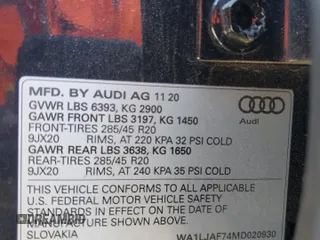 MFD. BY AUDI AG 11 20
GVWR LBS 6393, KG 2900
GAWR FRONT LBS 3197, KG 1450
FRONT-TIRES 285/45 R20
9JX20 RIMS, AT 220 KPA 32 PSI COLD
GAWR REAR LBS 3638, KG 1650
REAR-TIRES 285/45 R20
9JX20 RIMS, AT 240 KPA 35 PSI COLD
Audi
THIS VEHICLE CONFORMS TO ALL APPLICABLE
U.S. FEDERAL MOTOR VEHICLE SAFETY
STANDARDS IN EFFECT ON THE DATE OF
MANUFACTURE SHOWN ABOVE.
SLOVAKIA WA1LJAF74MD020930